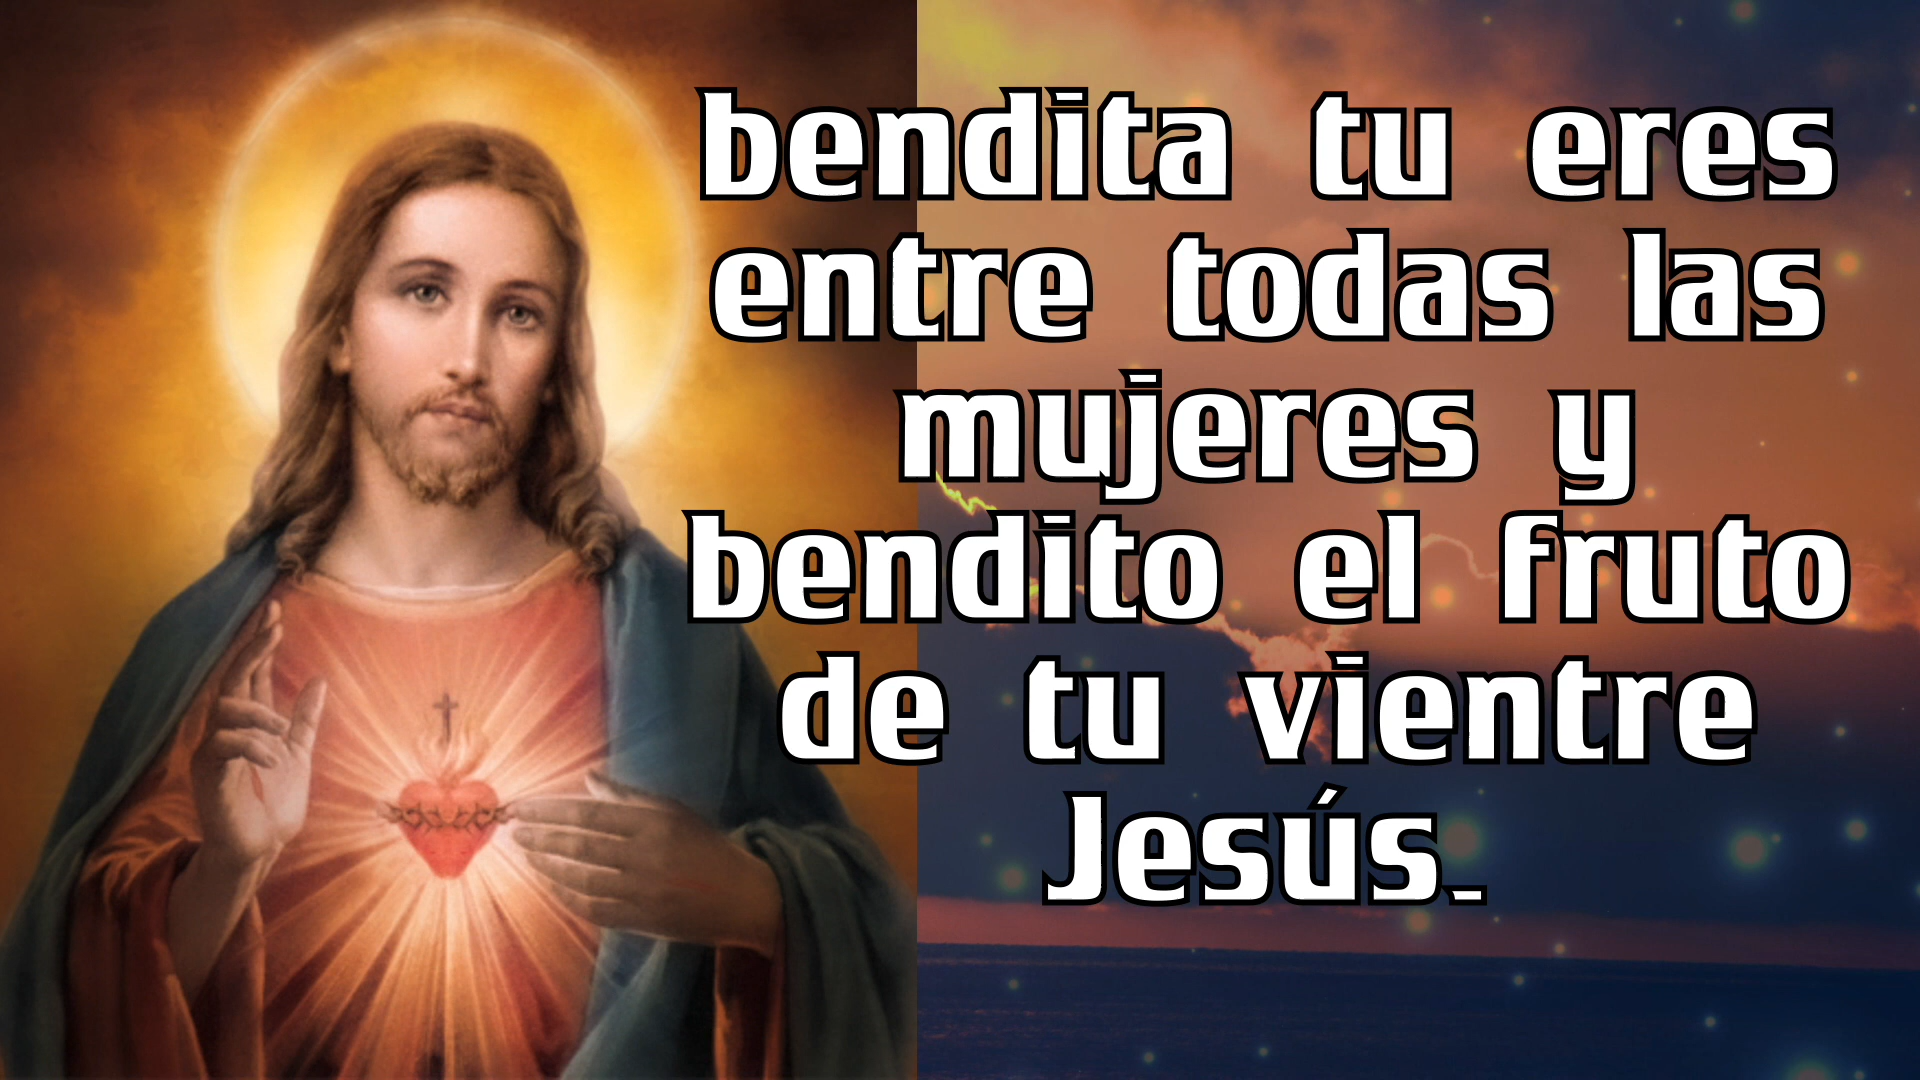 bendita tu eres
entre todas las
mujeres y
bendito el fruto
de tu vientre
Jesús.